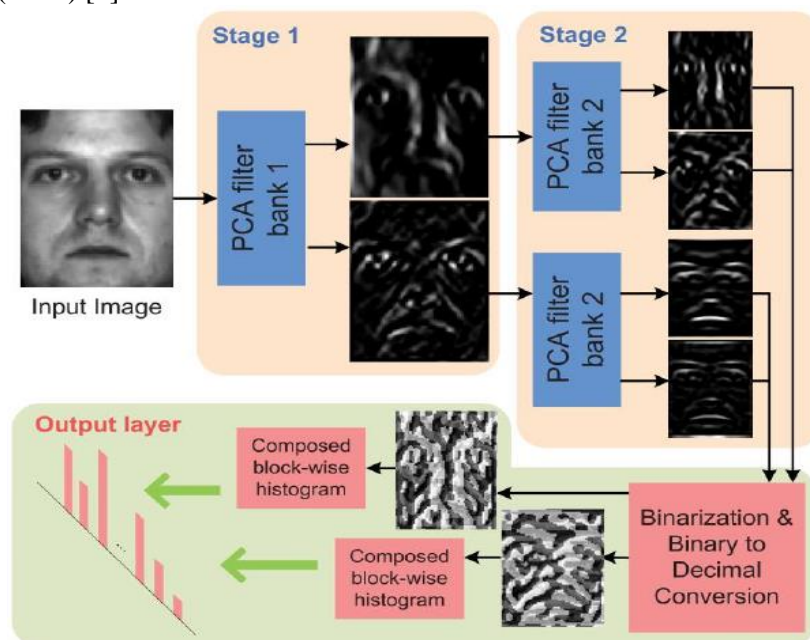 Stage 1
Stage 2
PCA filter
bank 1
PCA filter
bank 2
Input Image
PCA filter
bank 2
Output layer
Composed
block-wise
histogram
Composed
block-wise
histogram
Binarization &
Binary to
Decimal
Conversion
...